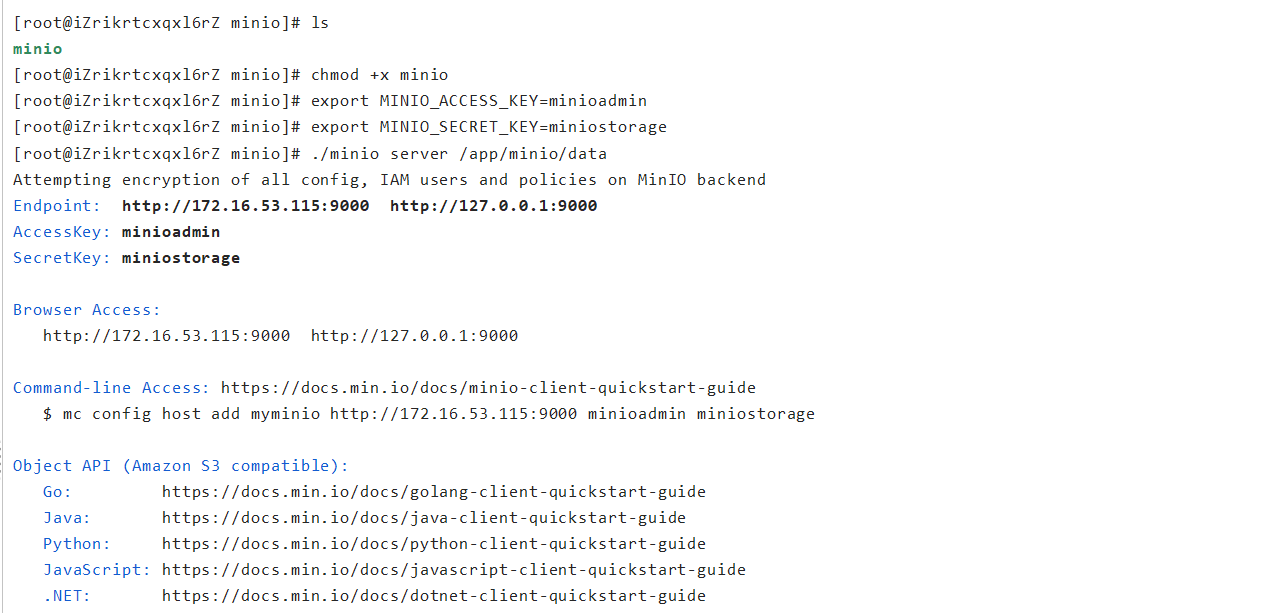 [root@iZrikrtcxqxl6rZ minio]# ls
minio
[root@iZrikrtcxqxl6rZ minio]# chmod +x minio
[root@iZrikrtcxqxl6rZ minio]# export MINIO_ACCESS_KEY=minioadmin
[root@iZrikrtcxqxl6rZ minio]# export MINIO_SECRET_KEY=miniostorage
[root@iZrikrtcxqxl6rZ minio]# ./minio server /app/minio/data
Attempting encryption of all config, IAM users and policies on MinIO backend
Endpoint:  http://172.16.53.115:9000  http://127.0.0.1:9000
AccessKey: minioadmin
SecretKey: miniostorage
Browser Access:
   http://172.16.53.115:9000  http://127.0.0.1:9000
Command-line Access: https://docs.min.io/docs/minio-client-quickstart-guide
   $ mc config host add myminio http://172.16.53.115:9000 minioadmin miniostorage
Object API (Amazon S3 compatible):
   Go:         https://docs.min.io/docs/golang-client-quickstart-guide
   Java:       https://docs.min.io/docs/java-client-quickstart-guide
   Python:     https://docs.min.io/docs/python-client-quickstart-guide
   JavaScript: https://docs.min.io/docs/javascript-client-quickstart-guide
   .NET:       https://docs.min.io/docs/dotnet-client-quickstart-guide